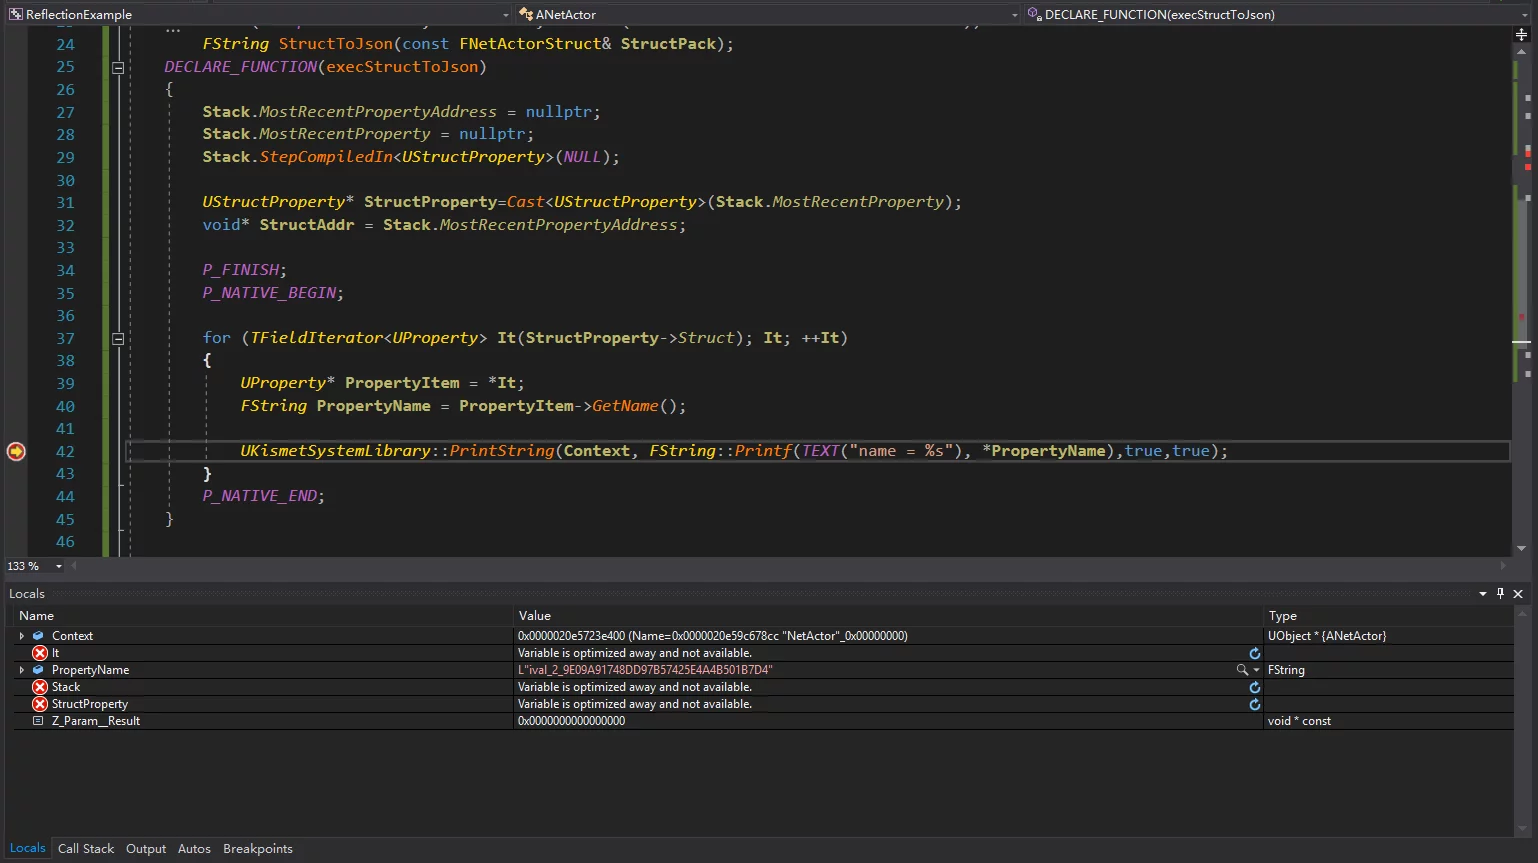 ReflectionExample ANetActor DECLARE_FUNCTION(execStructToJson)
...
24 FString StructToJson(const FNetActorStruct& StructPack);
25 DECLARE_FUNCTION(execStructToJson)
26 {
27 Stack.MostRecentPropertyAddress = nullptr;
28 Stack.MostRecentProperty = nullptr;
29 Stack.StepCompiledIn<UStructProperty>(NULL);
30
31 UStructProperty* StructProperty=Cast<UStructProperty>(Stack.MostRecentProperty);
32 void* StructAddr = Stack.MostRecentPropertyAddress;
33
34 P_FINISH;
35 P_NATIVE_BEGIN;
36
37 for (TFieldIterator<UProperty> It(StructProperty->Struct); It; ++It)
38 {
39 UProperty* PropertyItem = *It;
40 FString PropertyName = PropertyItem->GetName();
41
42 UKismetSystemLibrary::PrintString(Context, FString::Printf(TEXT("name = %s"), *PropertyName),true,true);
43 }
44 P_NATIVE_END;
45 }
46
133 %
Locals
Name Value Type
Context 0x0000020e5723e400 (Name=0x0000020e59c678cc "NetActor"_0x00000000) UObject * {ANetActor}
It Variable is optimized away and not available.
PropertyName L"ival_2_9E09A91748DD97B57425E4A4B501B7D4" FString
Stack Variable is optimized away and not available.
StructProperty Variable is optimized away and not available.
Z_Param__Result 0x0000000000000000 void * const
Locals Call Stack Output Autos Breakpoints